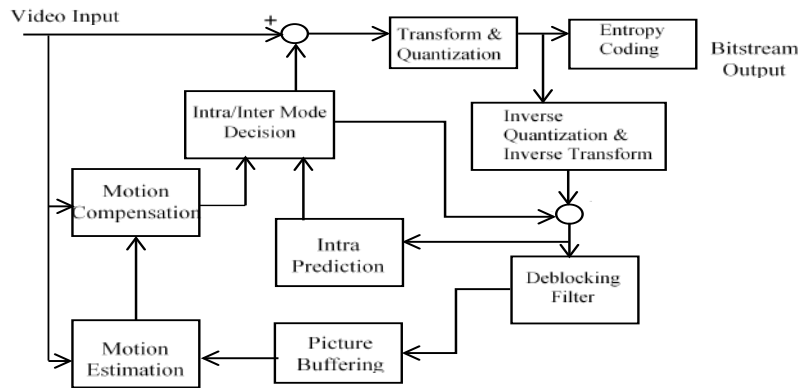 Video Input
+
Transform &
Quantization
Entropy
Coding
Bitstream
Output
Intra/Inter Mode
Decision
Inverse
Quantization &
Inverse Transform
Motion
Compensation
Intra
Prediction
Deblocking
Filter
Motion
Estimation
Picture
Buffering